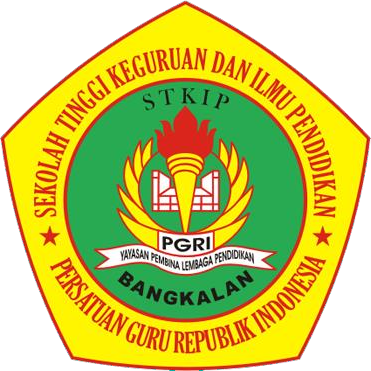 SEKOLAH TINGGI KEGURUAN DAN ILMU PENDIDIKAN
STKIP
PGRI
YAYASAN PEMBINA LEMBAGA PENDIDIKAN
BANGKALAN
PERSATUAN GURU REPUBLIK INDONESIA